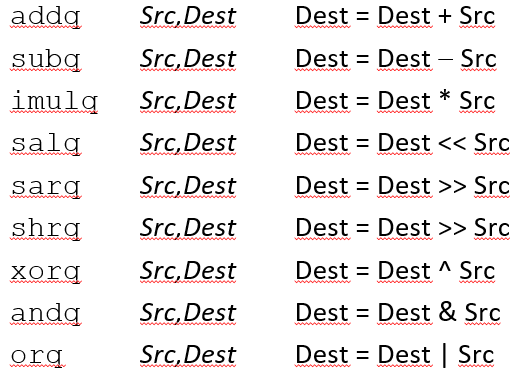 addq Src,Dest Dest = Dest + Src
subq Src,Dest Dest = Dest − Src
imulq Src,Dest Dest = Dest * Src
salq Src,Dest Dest = Dest << Src
sarq Src,Dest Dest = Dest >> Src
shrq Src,Dest Dest = Dest >> Src
xorq Src,Dest Dest = Dest ^ Src
andq Src,Dest Dest = Dest & Src
orq Src,Dest Dest = Dest | Src